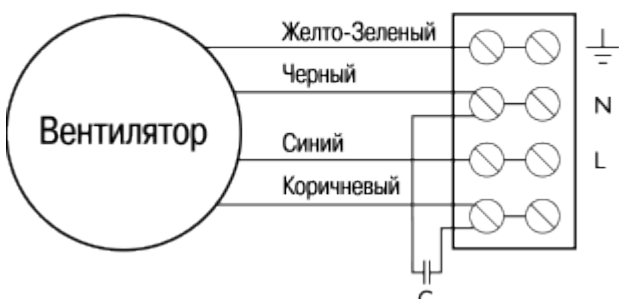 Желто-Зеленый
Черный
N
Вентилятор
Синий
L
Коричневый
C